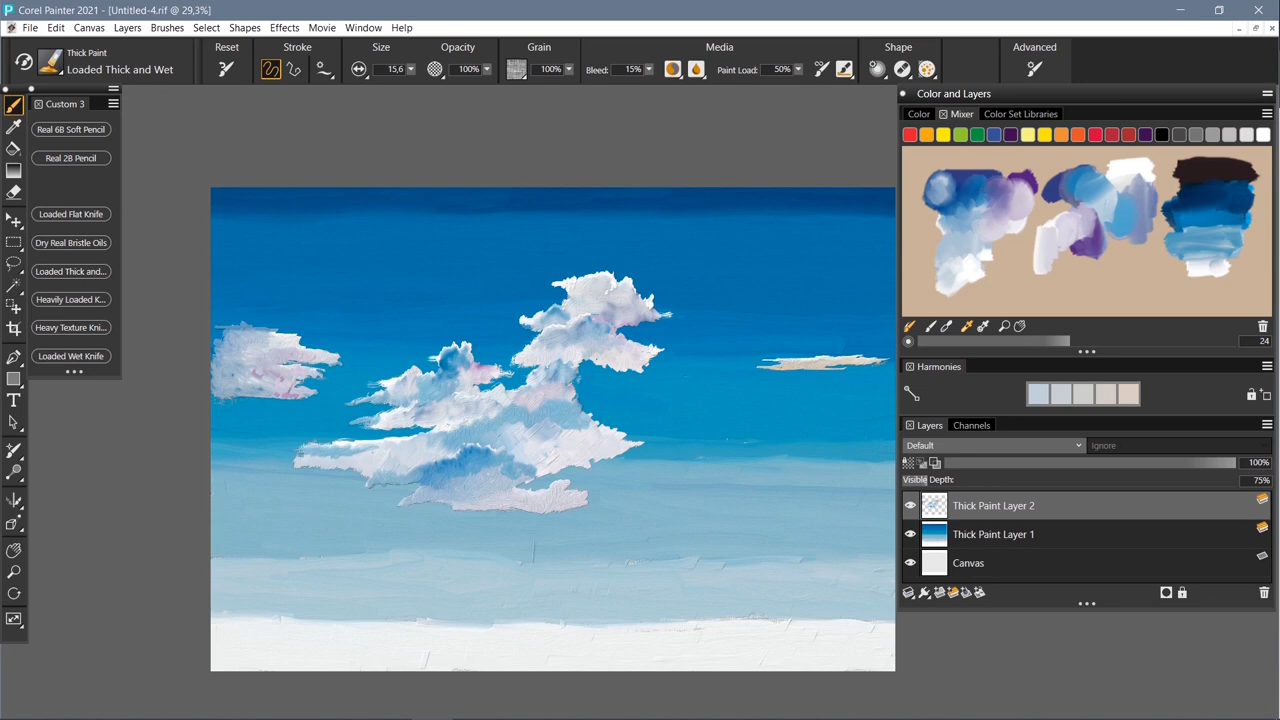 Corel Painter 2021 - [Untitled-4.rif @ 29,3%]
File Edit Canvas Layers Brushes Select Shapes Effects Movie Window Help
Thick Paint
Loaded Thick and Wet
Reset Stroke Size Opacity Grain Media Shape Advanced
15,6 100% 100% Bleed: 15% Paint Load: 50%
Custom 3
Real 6B Soft Pencil
Real 2B Pencil
Loaded Flat Knife
Dry Real Bristle Oils
Loaded Thick and...
Heavily Loaded K...
Heavy Texture Kni...
Loaded Wet Knife
Color and Layers
Color Mixer Color Set Libraries
24
Harmonies
Layers Channels
Default Ignore
100%
Visible Depth: 75%
Thick Paint Layer 2
Thick Paint Layer 1
Canvas